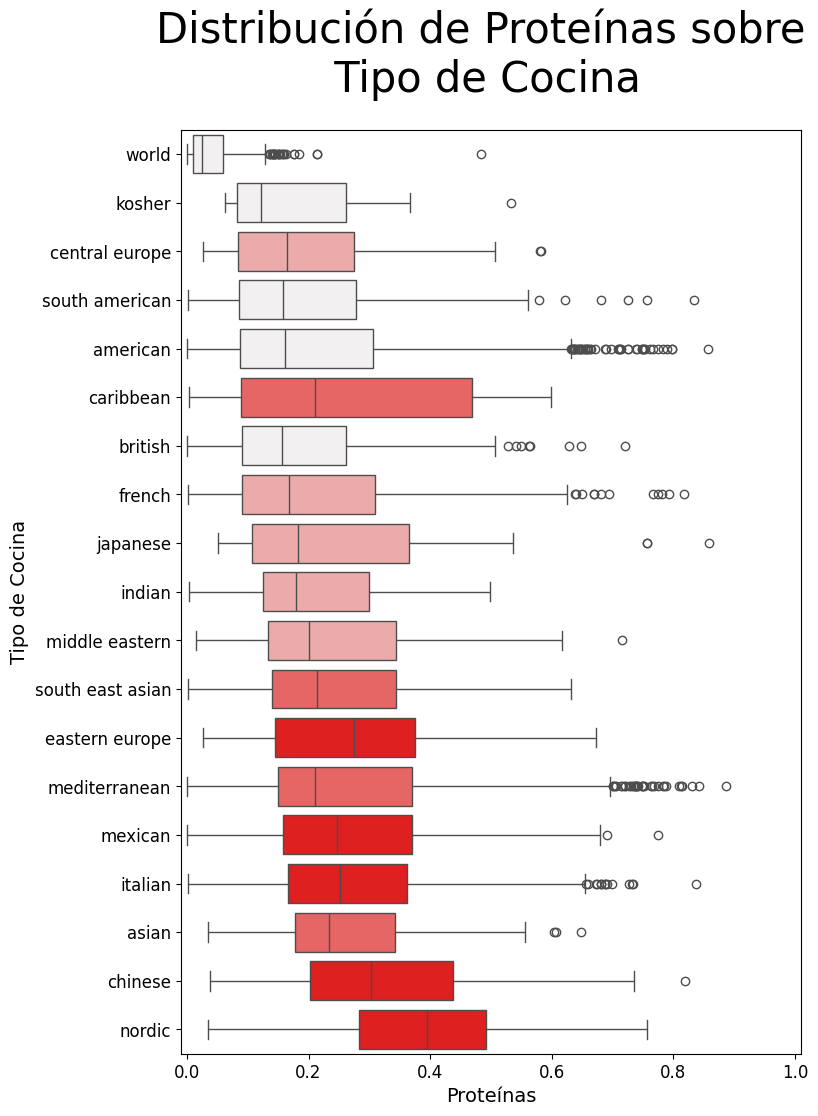 Distribución de Proteínas sobre
Tipo de Cocina
world
kosher
central europe
south american
american
caribbean
british
french
japanese
indian
middle eastern
south east asian
eastern europe
mediterranean
mexican
italian
asian
chinese
nordic
Tipo de Cocina
0.0 0.2 0.4 0.6 0.8 1.0
Proteínas